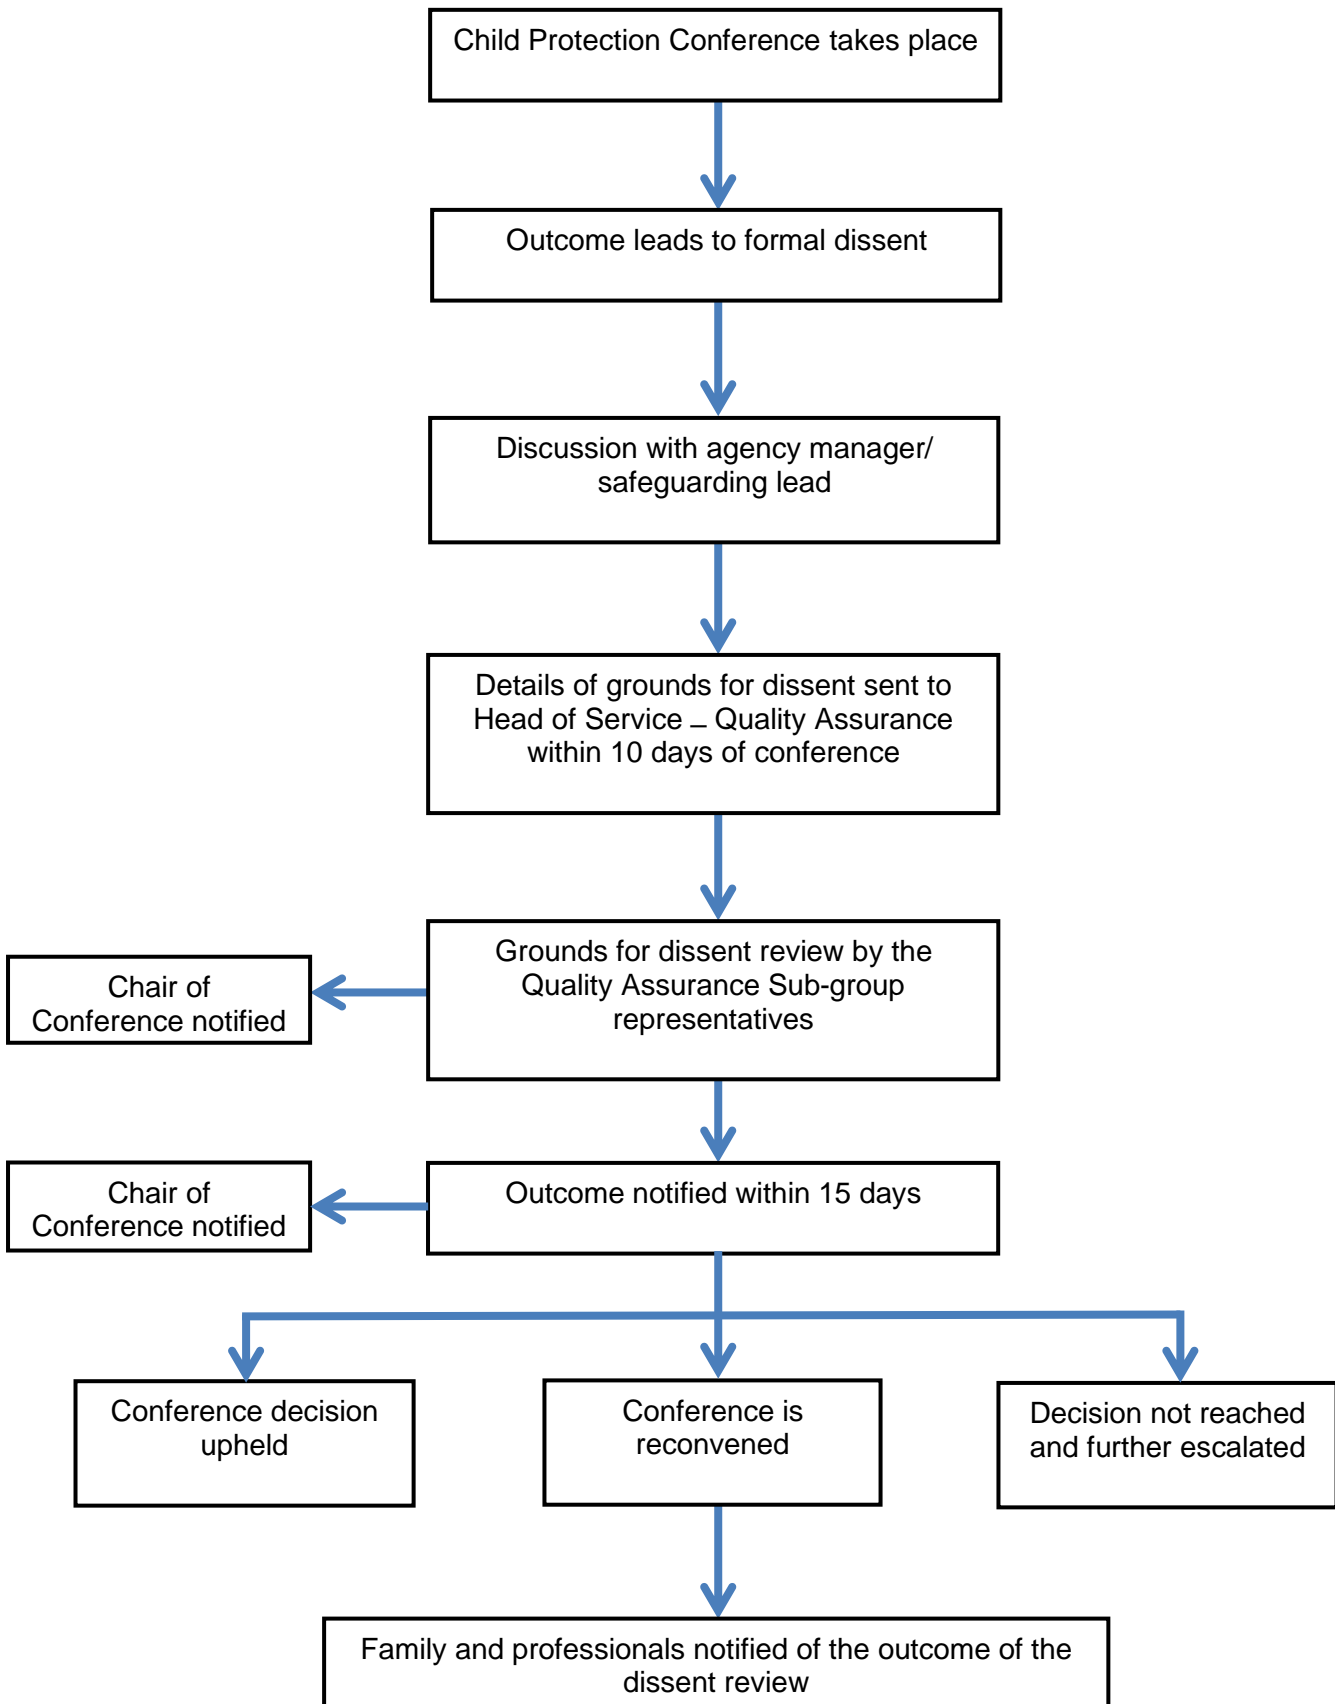 Child Protection Conference takes place
Outcome leads to formal dissent
Discussion with agency manager/
safeguarding lead
Details of grounds for dissent sent to
Head of Service – Quality Assurance
within 10 days of conference
Grounds for dissent review by the
Quality Assurance Sub-group
representatives
Chair of
Conference notified
Outcome notified within 15 days
Chair of
Conference notified
Conference decision
upheld
Conference is
reconvened
Decision not reached
and further escalated
Family and professionals notified of the outcome of the
dissent review